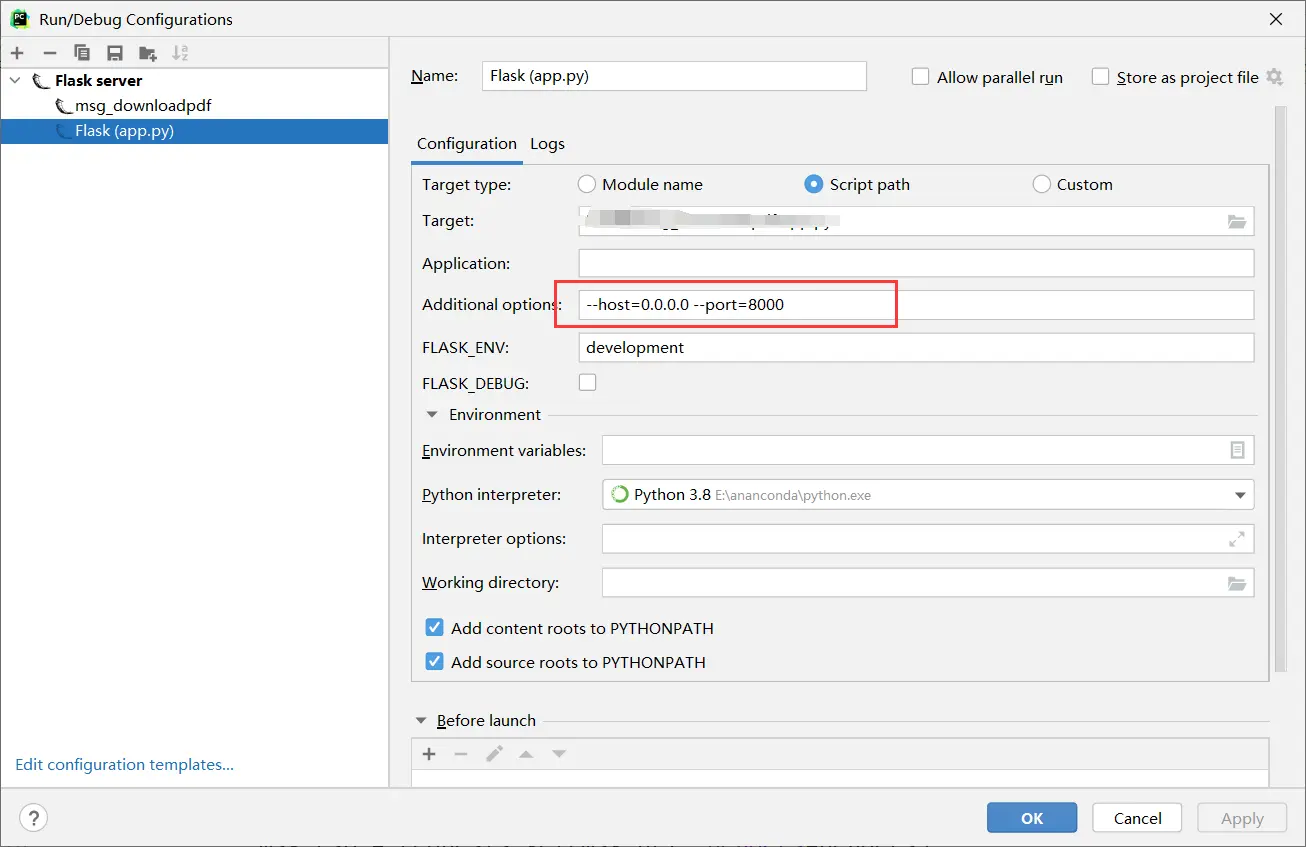 Run/Debug Configurations
Flask server
msg_downloadpdf
Flask (app.py)
Edit configuration templates...
Name: Flask (app.py)
Allow parallel run
Store as project file
Configuration Logs
Target type: Module name Script path Custom
Target:
Application:
Additional options: --host=0.0.0.0 --port=8000
FLASK_ENV: development
FLASK_DEBUG:
Environment
Environment variables:
Python interpreter: Python 3.8 E:\ananconda\python.exe
Interpreter options:
Working directory:
Add content roots to PYTHONPATH
Add source roots to PYTHONPATH
Before launch
?
OK Cancel Apply